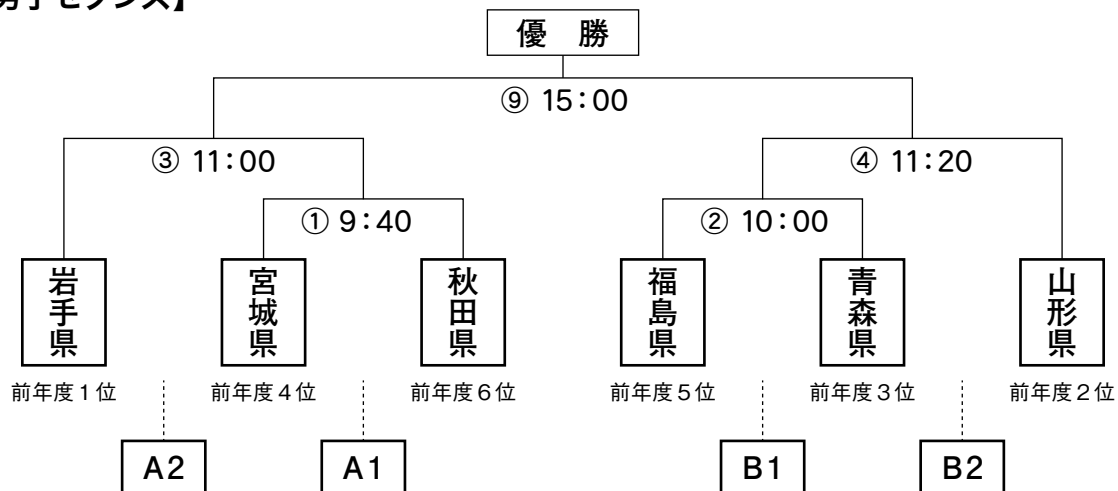 男子セブンズ】
優　勝
⑨ 15:00
③ 11:00
④ 11:20
① 9:40
② 10:00
岩手県
宮城県
秋田県
福島県
青森県
山形県
前年度1位
前年度4位
前年度6位
前年度5位
前年度3位
前年度2位
A2
A1
B1
B2